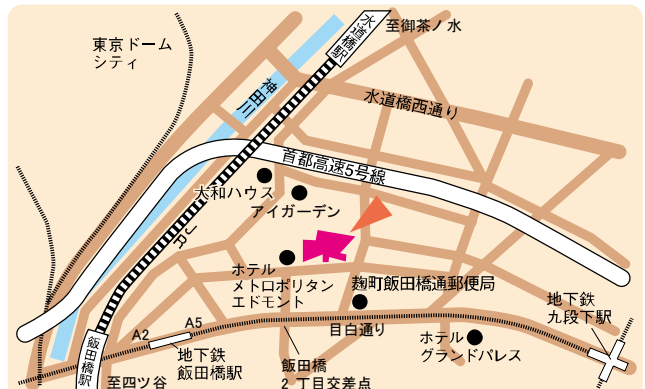 東京ドーム
シティ
水道橋駅
至御茶ノ水
神田川
水道橋西通り
首都高速5号線
大和ハウス
アイガーデン
JR
ホテル
メトロポリタン
エドモント
麹町飯田橋通郵便局
地下鉄
九段下駅
A2
A5
目白通り
ホテル
グランドパレス
地下鉄
飯田橋駅
飯田橋
2 丁目交差点
飯田橋駅
至四ツ谷